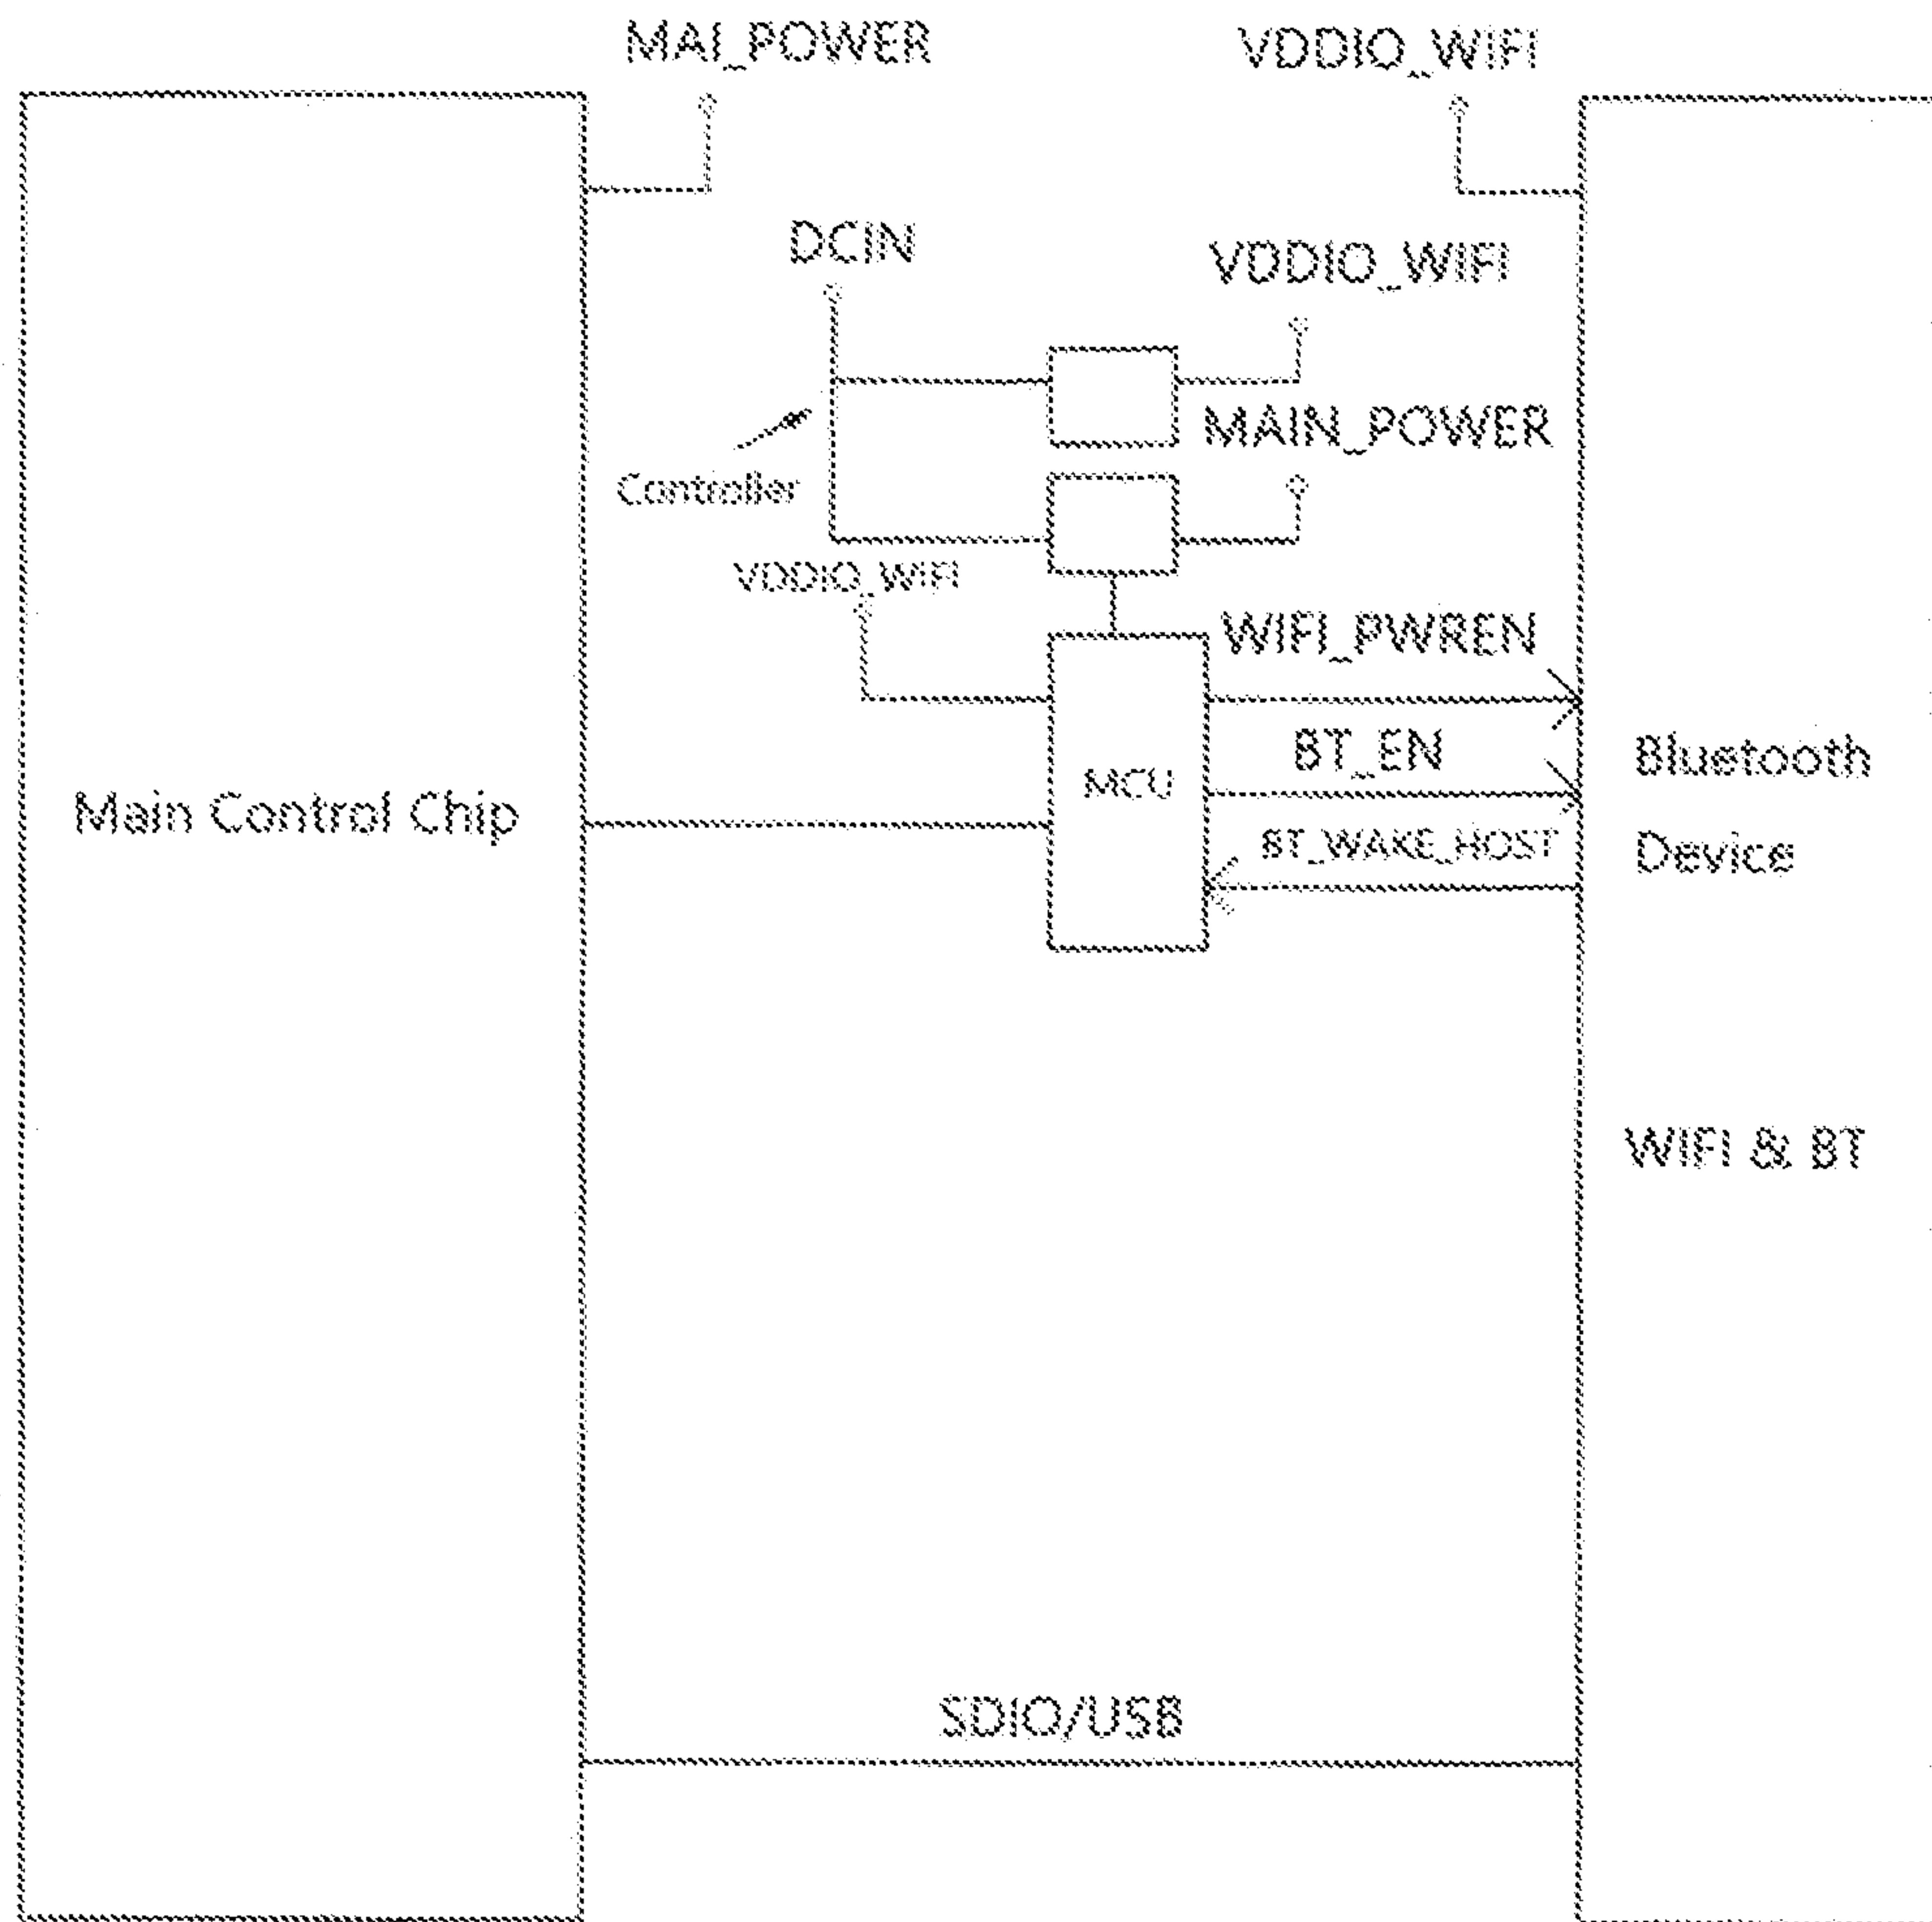 MAI_POWER
VDDIO_WIFI
DCIN
VDDIO_WIFI
MAIN_POWER
Controller
VDDIO_WIFI
WIFI_PWREN
BT_EN
MCU
Main Control Chip
BT_WAKE_HOST
Bluetooth
Device
WIFI & BT
SDIO/USB